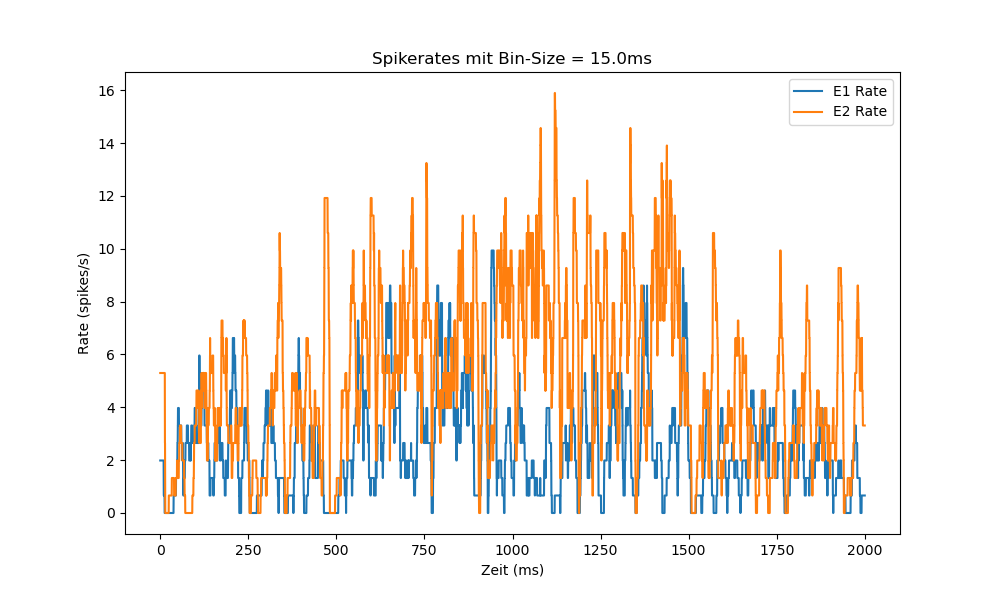 Spikerates mit Bin-Size = 15.0ms
E1 Rate
E2 Rate
Rate (spikes/s)
16
14
12
10
8
6
4
2
0
0 250 500 750 1000 1250 1500 1750 2000
Zeit (ms)